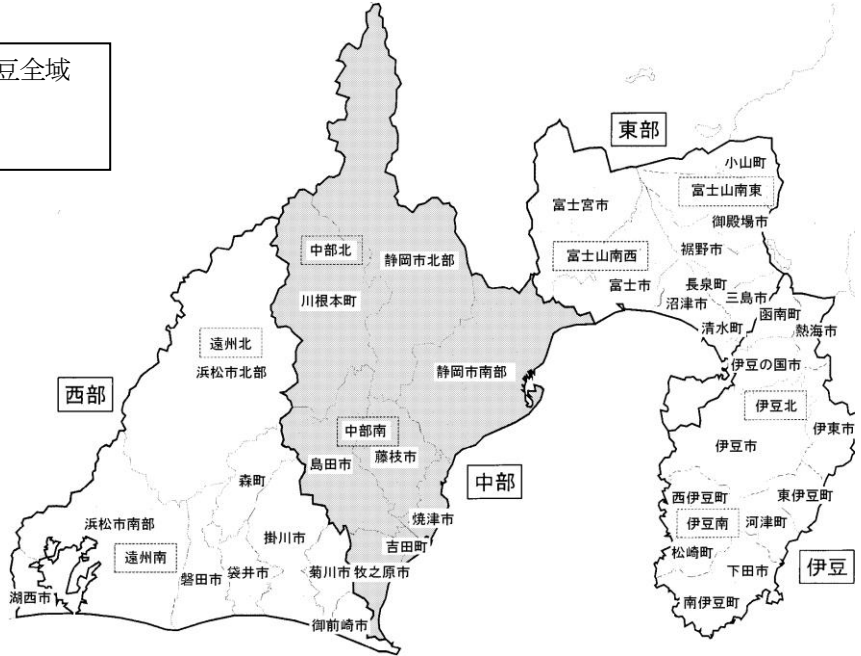 豆全域
東部
小山町
富士山南東
富士宮市
御殿場市
富士山南西
裾野市
富士市
長泉町
沼津市
三島市
函南町
清水町
熱海市
中部北
静岡市北部
川根本町
遠州北
浜松市北部
西部
静岡市南部
伊豆の国市
伊豆北
伊東市
伊豆市
中部南
島田市
藤枝市
中部
森町
西伊豆町
東伊豆町
焼津市
伊豆南
河津町
浜松市南部
掛川市
吉田町
松崎町
遠州南
下田市
伊豆
磐田市
袋井市
菊川市
牧之原市
湖西市
南伊豆町
御前崎市